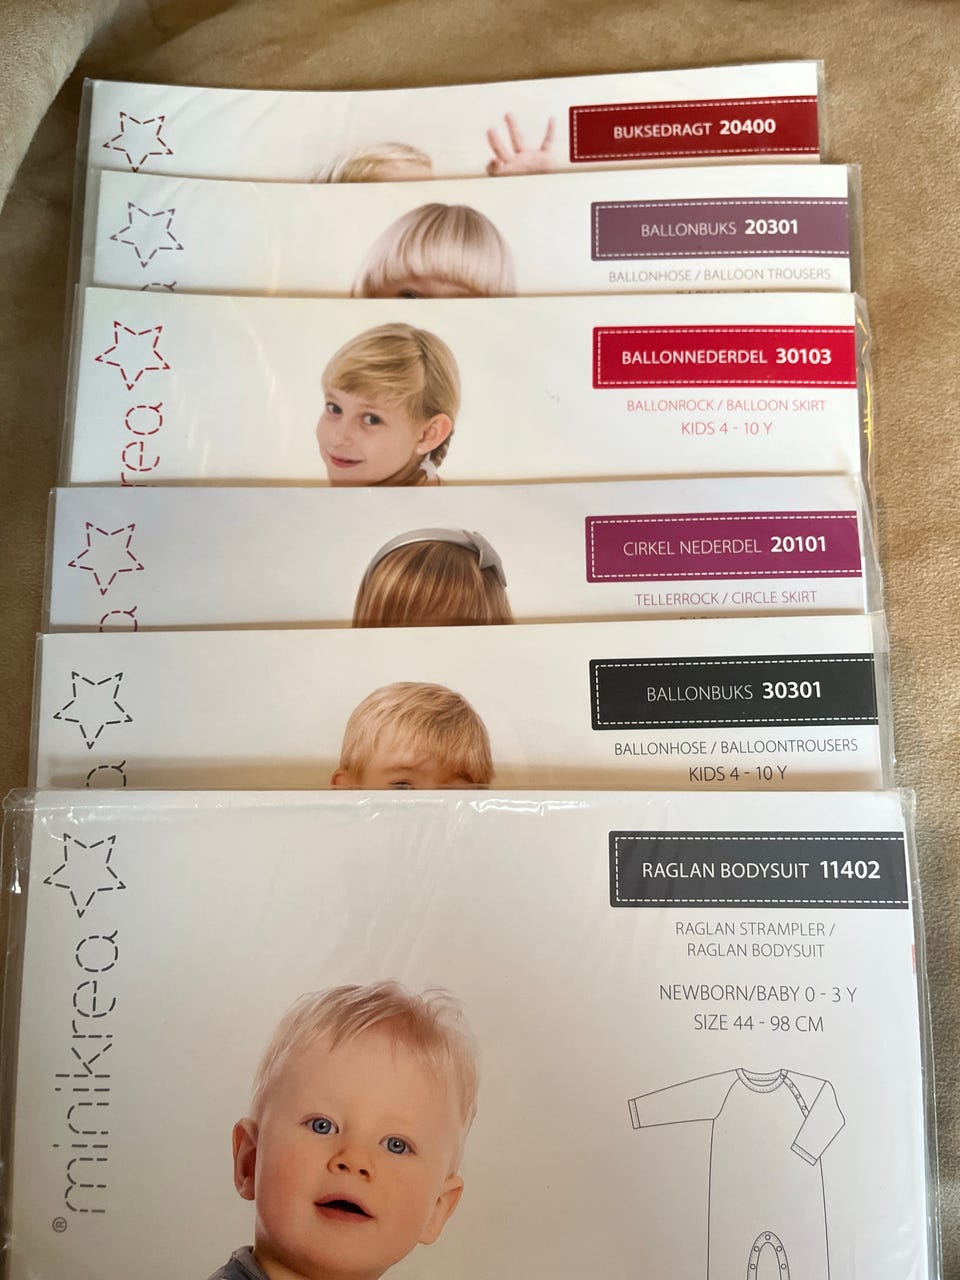 BUKSEDRAGT 20400
BALLONBUKS 20301
BALLONHOSE / BALLOON TROUSERS
BALLONNEDERDEL 30103
BALLONROCK / BALLOON SKIRT
KIDS 4 - 10 Y
CIRKEL NEDERDEL 20101
TELLERROCK / CIRCLE SKIRT
BALLONBUKS 30301
BALLONHOSE / BALLOONTROUSERS
KIDS 4 - 10 Y
RAGLAN BODYSUIT 11402
RAGLAN STRAMPLER /
RAGLAN BODYSUIT
NEWBORN/BABY 0 - 3 Y
SIZE 44 - 98 CM
®minikrea